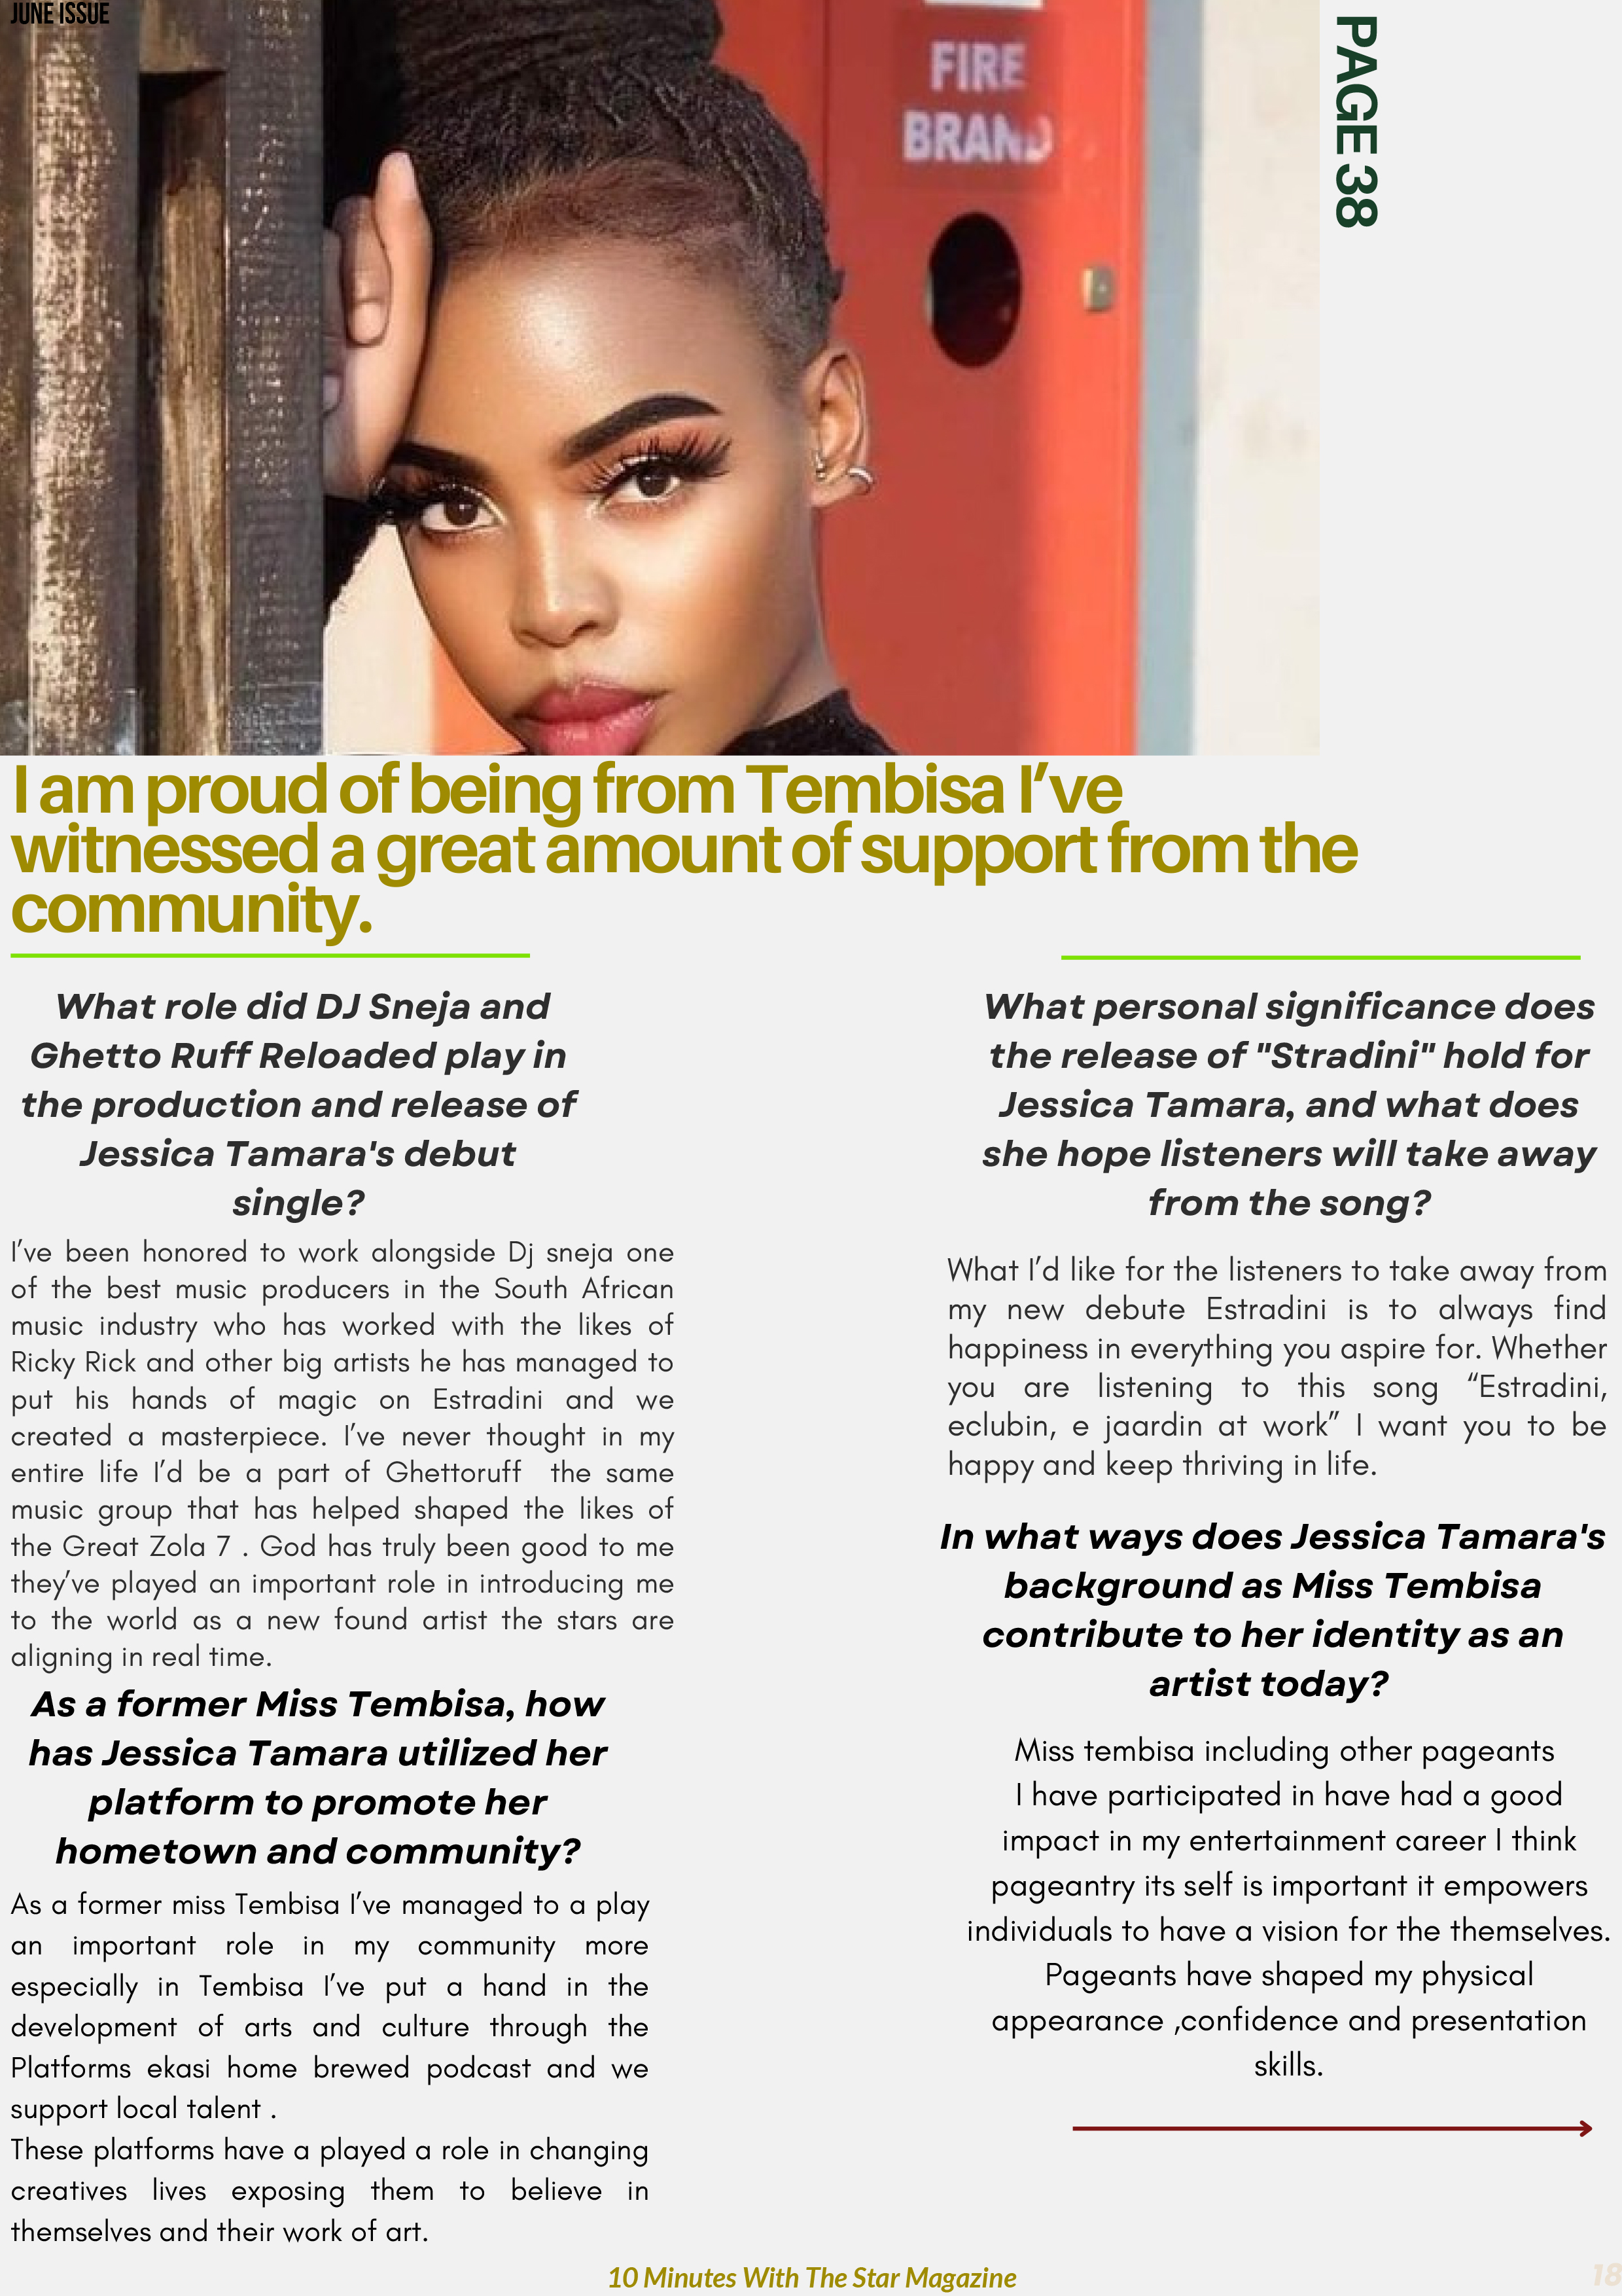 JUNE ISSUE
FIRE
BRAND
PAGE 38
I am proud of being from Tembisa I’ve
witnessed a great amount of support from the
community.
What role did DJ Sneja and
Ghetto Ruff Reloaded play in
the production and release of
Jessica Tamara's debut
single?
I’ve been honored to work alongside Dj sneja one
of the best music producers in the South African
music industry who has worked with the likes of
Ricky Rick and other big artists he has managed to
put his hands of magic on Estradini and we
created a masterpiece. I’ve never thought in my
entire life I’d be a part of Ghettoruff the same
music group that has helped shaped the likes of
the Great Zola 7 . God has truly been good to me
they’ve played an important role in introducing me
to the world as a new found artist the stars are
aligning in real time.
As a former Miss Tembisa, how
has Jessica Tamara utilized her
platform to promote her
hometown and community?
As a former miss Tembisa I’ve managed to a play
an important role in my community more
especially in Tembisa I’ve put a hand in the
development of arts and culture through the
Platforms ekasi home brewed podcast and we
support local talent .
These platforms have a played a role in changing
creatives lives exposing them to believe in
themselves and their work of art.
What personal significance does
the release of "Stradini" hold for
Jessica Tamara, and what does
she hope listeners will take away
from the song?
What I’d like for the listeners to take away from
my new debute Estradini is to always find
happiness in everything you aspire for. Whether
you are listening to this song “Estradini,
eclubin, e jaardin at work” I want you to be
happy and keep thriving in life.
In what ways does Jessica Tamara's
background as Miss Tembisa
contribute to her identity as an
artist today?
Miss tembisa including other pageants
I have participated in have had a good
impact in my entertainment career I think
pageantry its self is important it empowers
individuals to have a vision for the themselves.
Pageants have shaped my physical
appearance ,confidence and presentation
skills.
10 Minutes With The Star Magazine
18